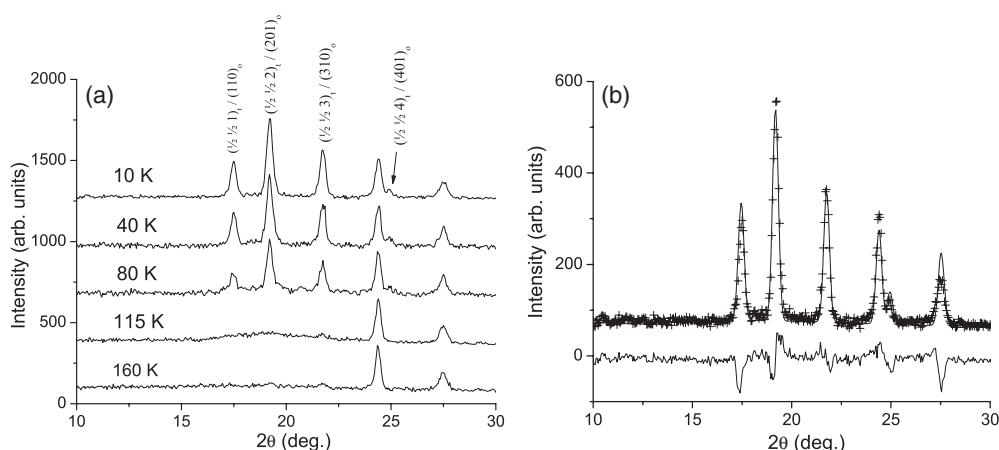 (a)
(½ ½ 1)t / (110)o
(½ ½ 2)t / (201)o
(½ ½ 3)t / (310)o
(½ ½ 4)t / (401)o
2000
1500
1000
500
0
Intensity (arb. units)
10 K
40 K
80 K
115 K
160 K
10
15
20
25
30
2θ (deg.)
(b)
600
400
200
0
Intensity (arb. units)
10
15
20
25
30
2θ (deg.)